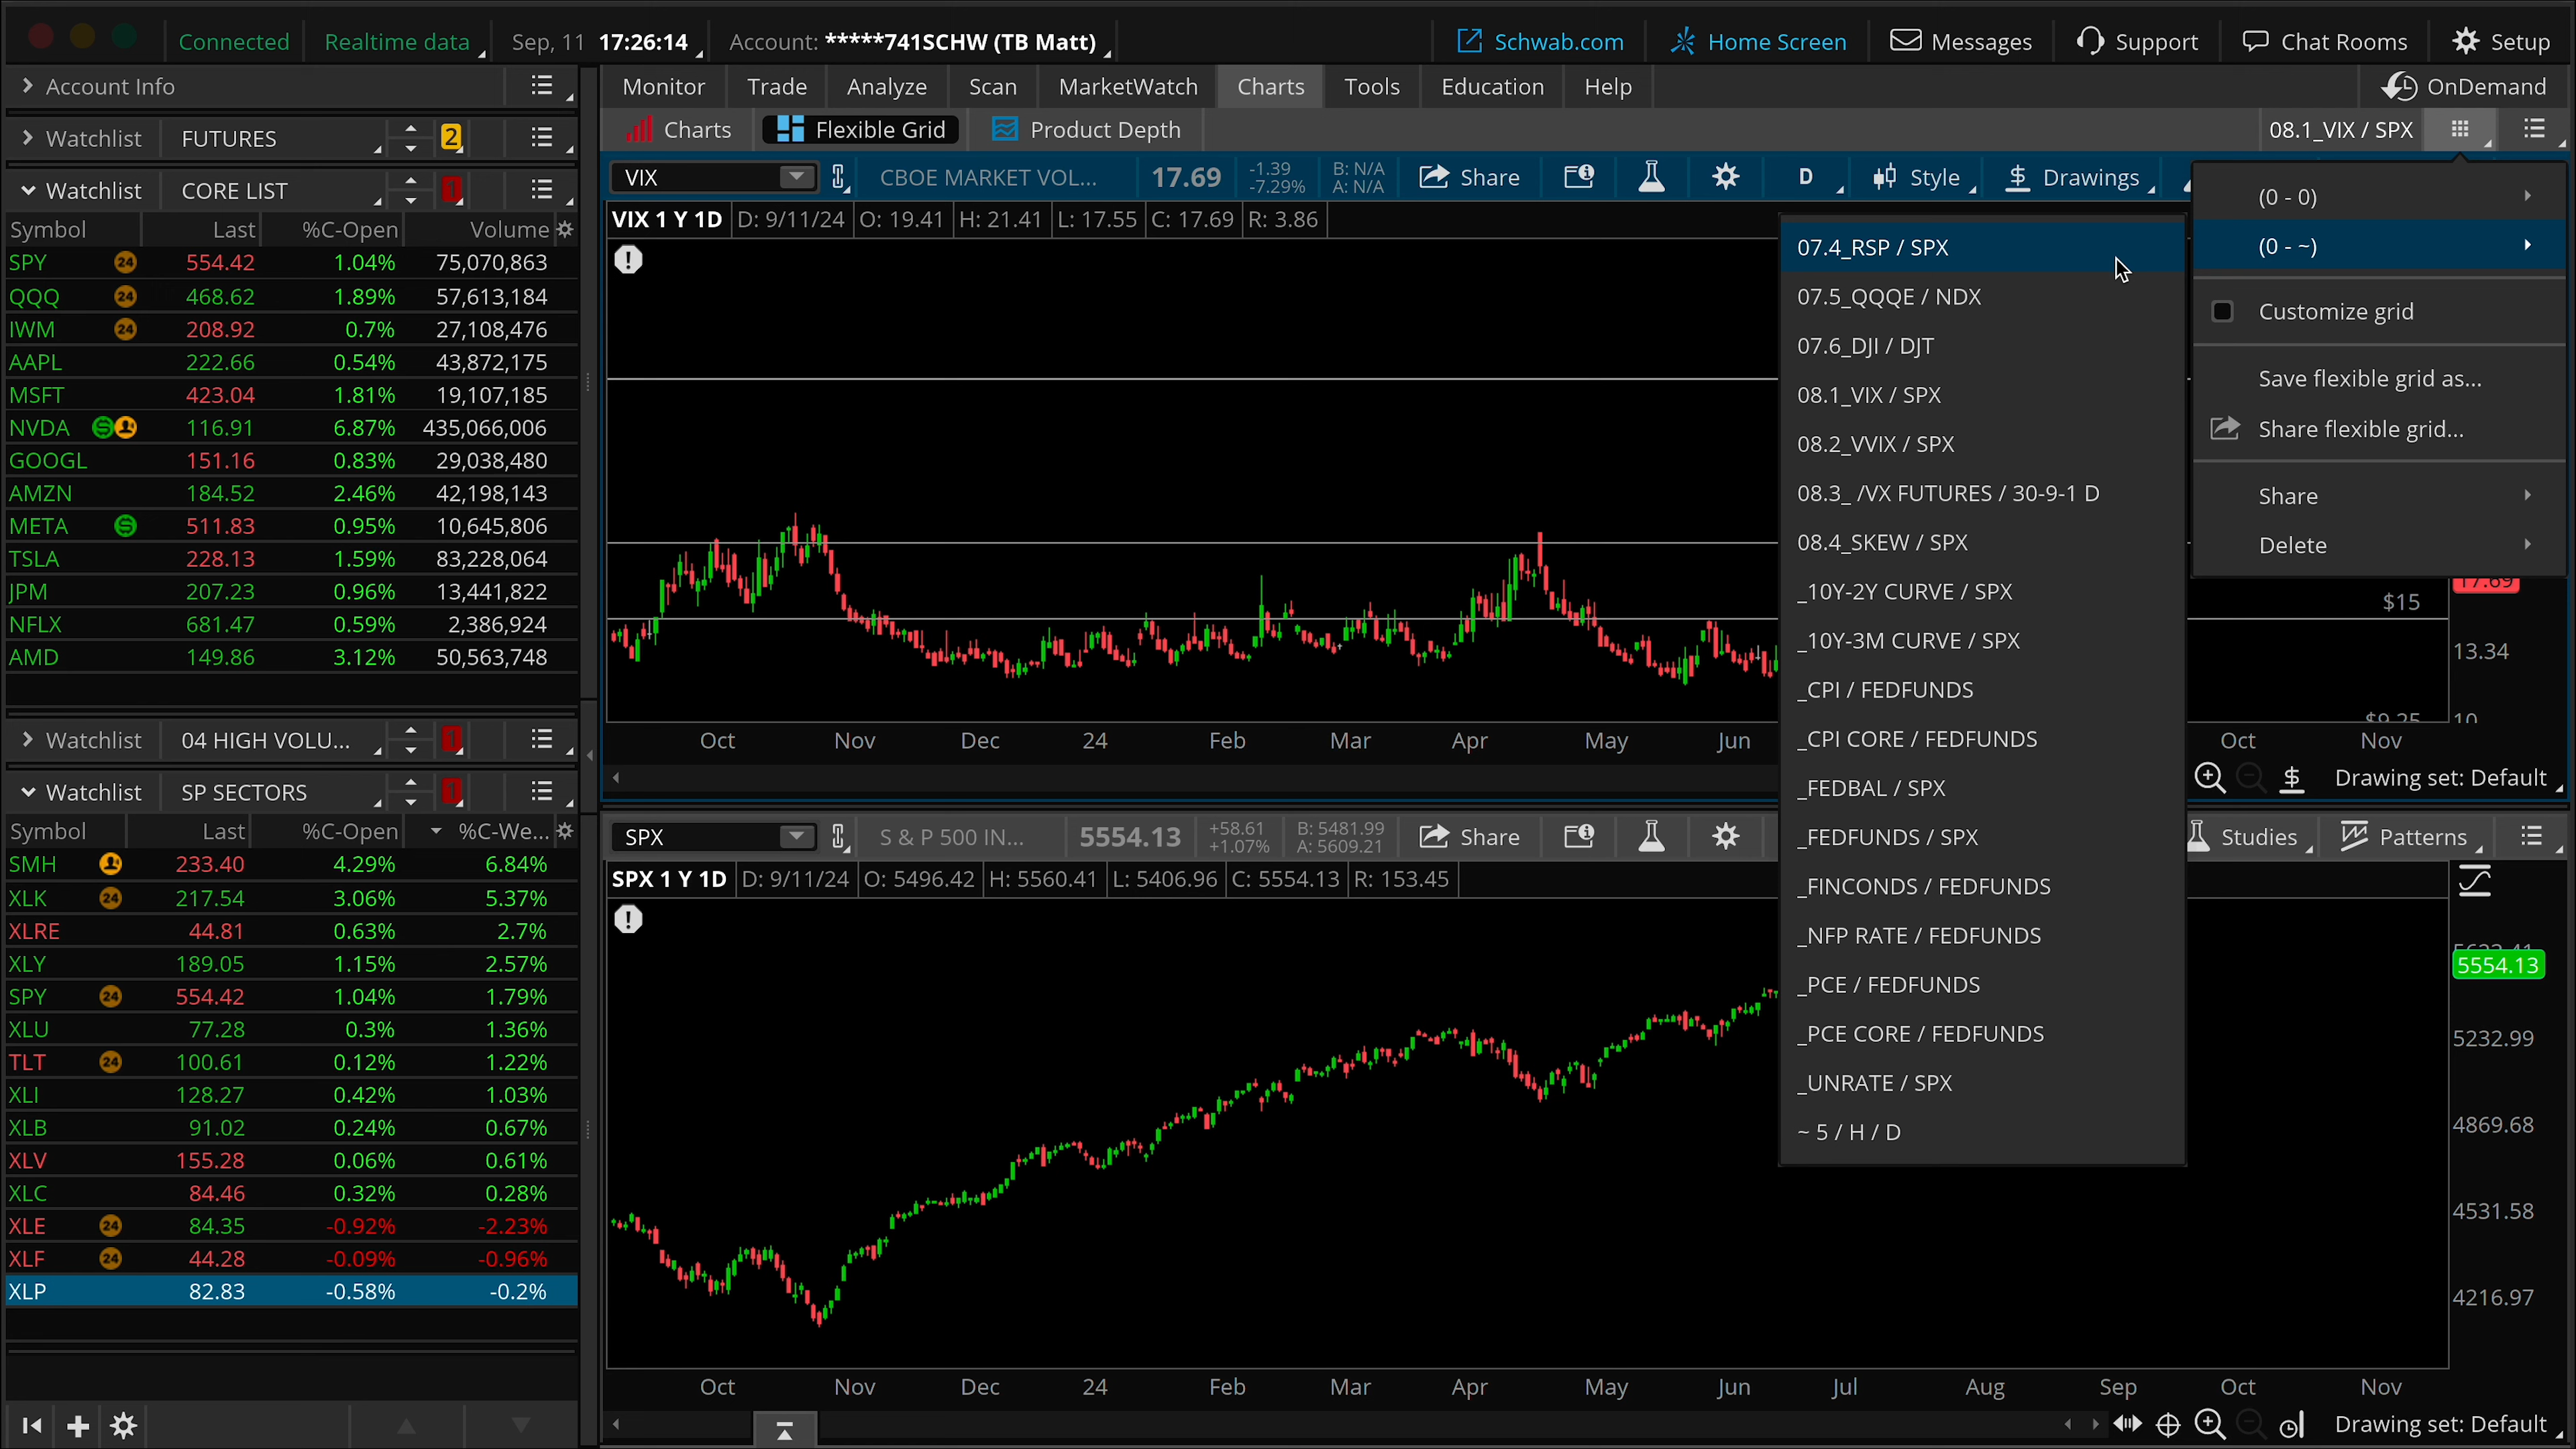 Connected Realtime data Sep, 11 17:26:14 Account: *****741SCHW (TB Matt) Schwab.com Home Screen Messages Support Chat Rooms Setup
Account Info
Monitor Trade Analyze Scan MarketWatch Charts Tools Education Help OnDemand
Watchlist FUTURES 2
Charts Flexible Grid Product Depth 08.1_VIX / SPX
Watchlist CORE LIST 1
Symbol Last %C-Open Volume
SPY 24 554.42 1.04% 75,070,863
QQQ 24 468.62 1.89% 57,613,184
IWM 24 208.92 0.7% 27,108,476
AAPL 222.66 0.54% 43,872,175
MSFT 423.04 1.81% 19,107,185
NVDA S 116.91 6.87% 435,066,006
GOOGL 151.16 0.83% 29,038,480
AMZN 184.52 2.46% 42,198,143
META S 511.83 0.95% 10,645,806
TSLA 228.13 1.59% 83,228,064
JPM 207.23 0.96% 13,441,822
NFLX 681.47 0.59% 2,386,924
AMD 149.86 3.12% 50,563,748
Watchlist 04 HIGH VOLU... 1
Watchlist SP SECTORS 1
Symbol Last %C-Open %C-We...
SMH 233.40 4.29% 6.84%
XLK 24 217.54 3.06% 5.37%
XLRE 44.81 0.63% 2.7%
XLY 189.05 1.15% 2.57%
SPY 24 554.42 1.04% 1.79%
XLU 77.28 0.3% 1.36%
TLT 24 100.61 0.12% 1.22%
XLI 128.27 0.42% 1.03%
XLB 91.02 0.24% 0.67%
XLV 155.28 0.06% 0.61%
XLC 84.46 0.32% 0.28%
XLE 24 84.35 -0.92% -2.23%
XLF 24 44.28 -0.09% -0.96%
XLP 82.83 -0.58% -0.2%
VIX CBOE MARKET VOL... 17.69 -1.39 -7.29% B: N/A A: N/A Share D Style Drawings
VIX 1 Y 1D D: 9/11/24 O: 19.41 H: 21.41 L: 17.55 C: 17.69 R: 3.86
17.69
$15
13.34
$9.25
10
Oct Nov Dec 24 Feb Mar Apr May Jun Oct Nov
Drawing set: Default
SPX S & P 500 IN... 5554.13 +58.61 +1.07% B: 5481.99 A: 5609.21 Share Studies Patterns
SPX 1 Y 1D D: 9/11/24 O: 5496.42 H: 5560.41 L: 5406.96 C: 5554.13 R: 153.45
5554.13
5232.99
4869.68
4531.58
4216.97
Oct Nov Dec 24 Feb Mar Apr May Jun Jul Aug Sep Oct Nov
Drawing set: Default
(0 - 0)
(0 - ~)
Customize grid
Save flexible grid as...
Share flexible grid...
Share
Delete
07.4_RSP / SPX
07.5_QQQE / NDX
07.6_DJI / DJT
08.1_VIX / SPX
08.2_VVIX / SPX
08.3_ /VX FUTURES / 30-9-1 D
08.4_SKEW / SPX
_10Y-2Y CURVE / SPX
_10Y-3M CURVE / SPX
_CPI / FEDFUNDS
_CPI CORE / FEDFUNDS
_FEDBAL / SPX
_FEDFUNDS / SPX
_FINCONDS / FEDFUNDS
_NFP RATE / FEDFUNDS
_PCE / FEDFUNDS
_PCE CORE / FEDFUNDS
_UNRATE / SPX
~ 5 / H / D